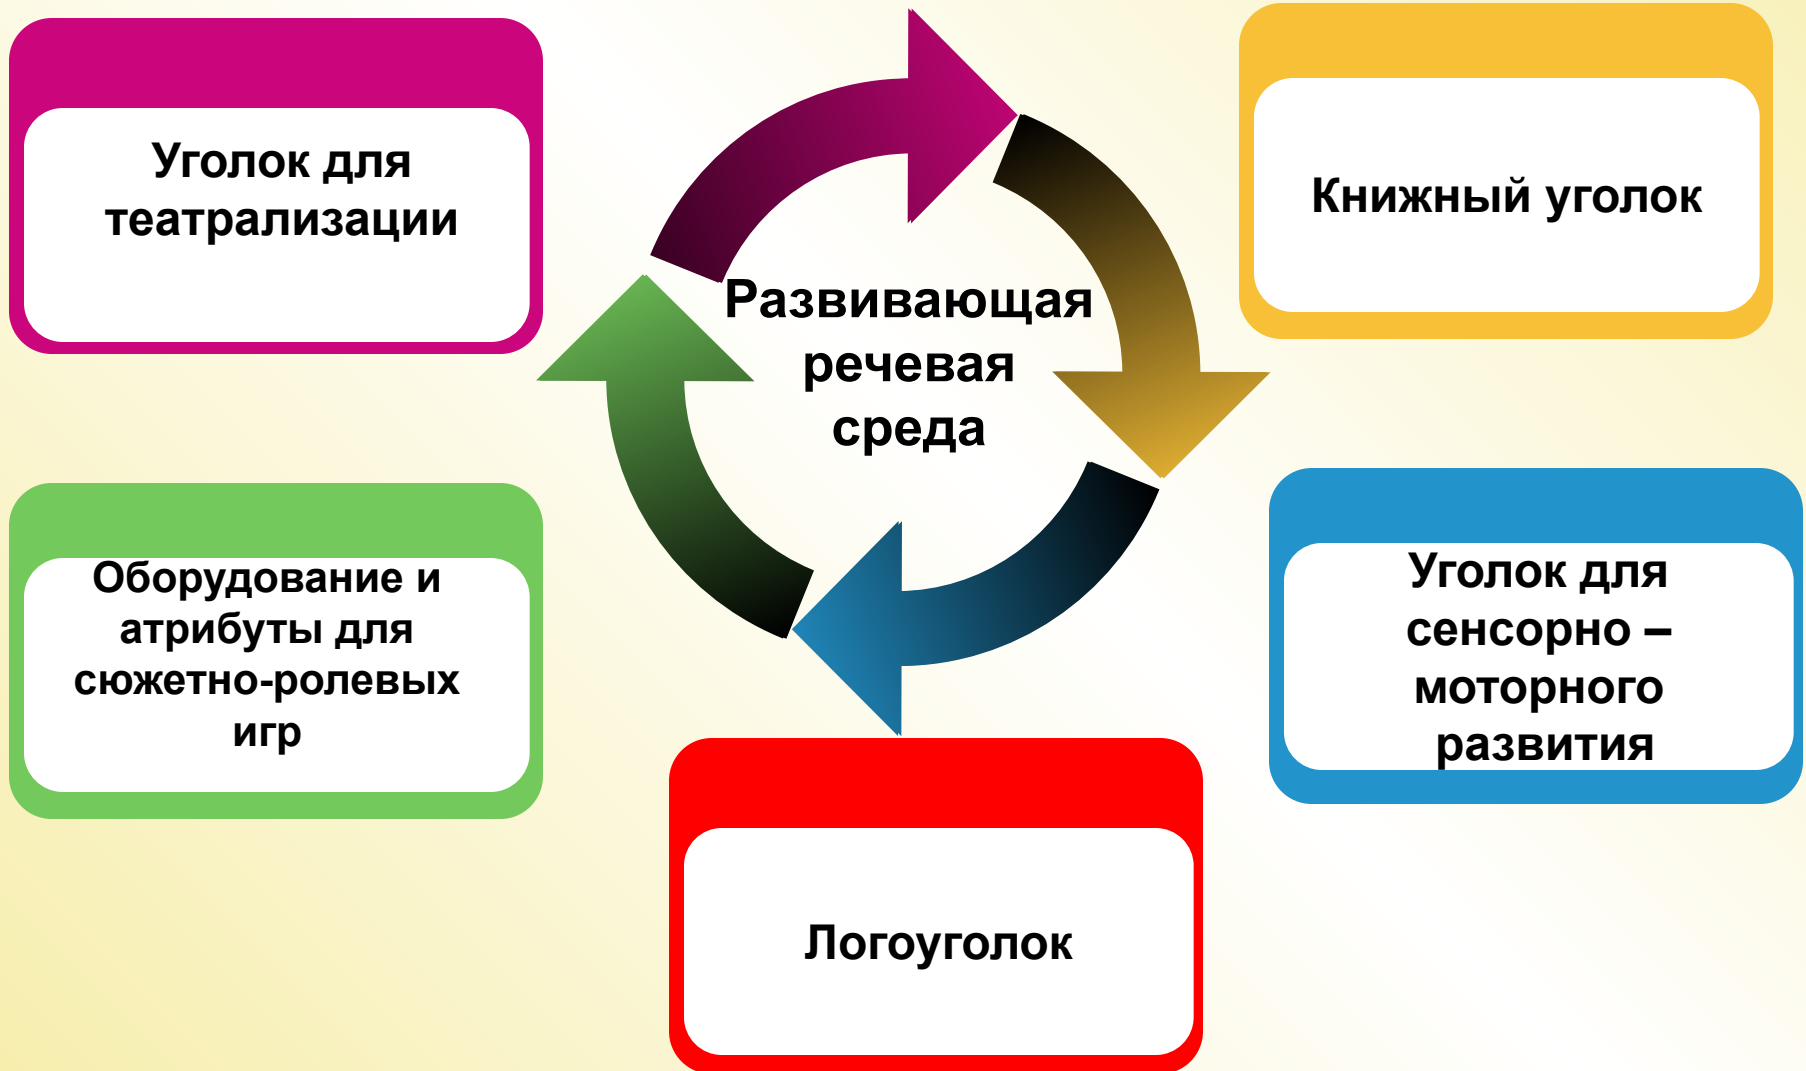 Уголок для
театрализации
Книжный уголок
Развивающая
речевая
среда
Оборудование и
атрибуты для
сюжетно-ролевых
игр
Уголок для
сенсорно –
моторного
развития
Логоуголок